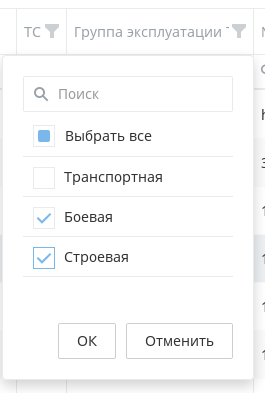 ТС Группа эксплуатации
Поиск
Выбрать все
Транспортная
Боевая
Строевая
ОК Отменить